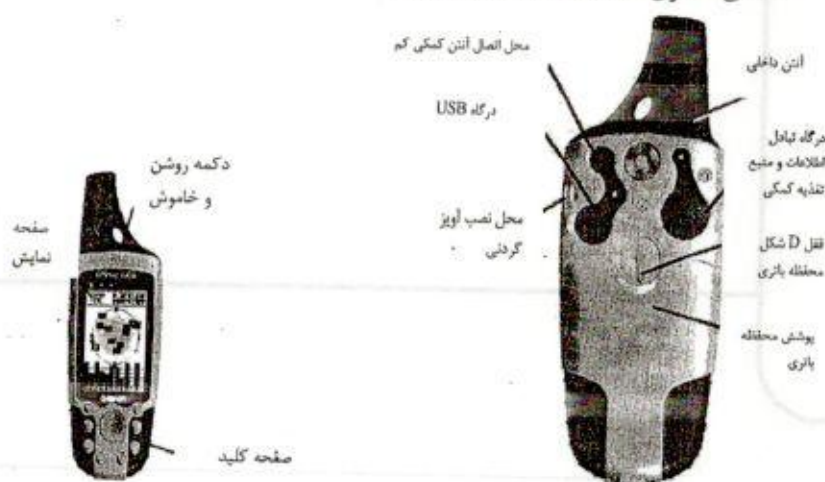 محل اتصال آنتن کمکی کم
درگاه USB
محل نصب آویز
گردنی
آنتن داخلی
درگاه تبادل
اطلاعات و منبع
تغذیه کمکی
قفل D شکل
محفظه باتری
پوشش محفظه
باتری
دکمه روشن
و خاموش
صفحه
نمایش
صفحه کلید